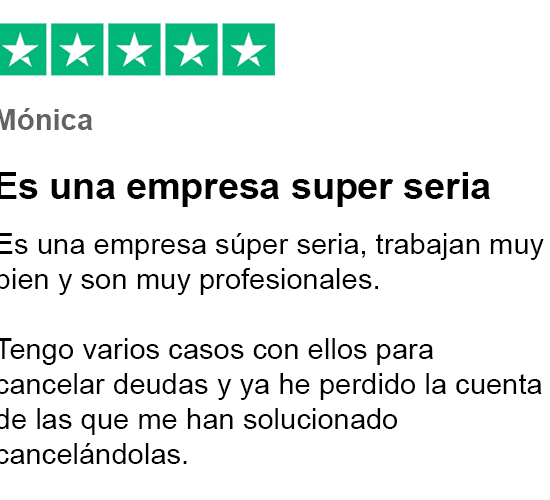 Mónica
Es una empresa super seria
Es una empresa súper seria, trabajan muy
bien y son muy profesionales.
Tengo varios casos con ellos para
cancelar deudas y ya he perdido la cuenta
de las que me han solucionado
cancelándolas.